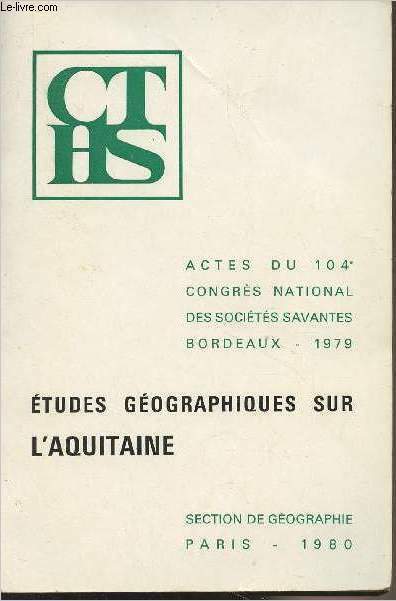 Le-livre.com
CT
HS
ACTES DU 104e
CONGRÈS NATIONAL
DES SOCIÉTÉS SAVANTES
BORDEAUX - 1979
ÉTUDES GÉOGRAPHIQUES SUR
L'AQUITAINE
SECTION DE GÉOGRAPHIE
PARIS - 1980